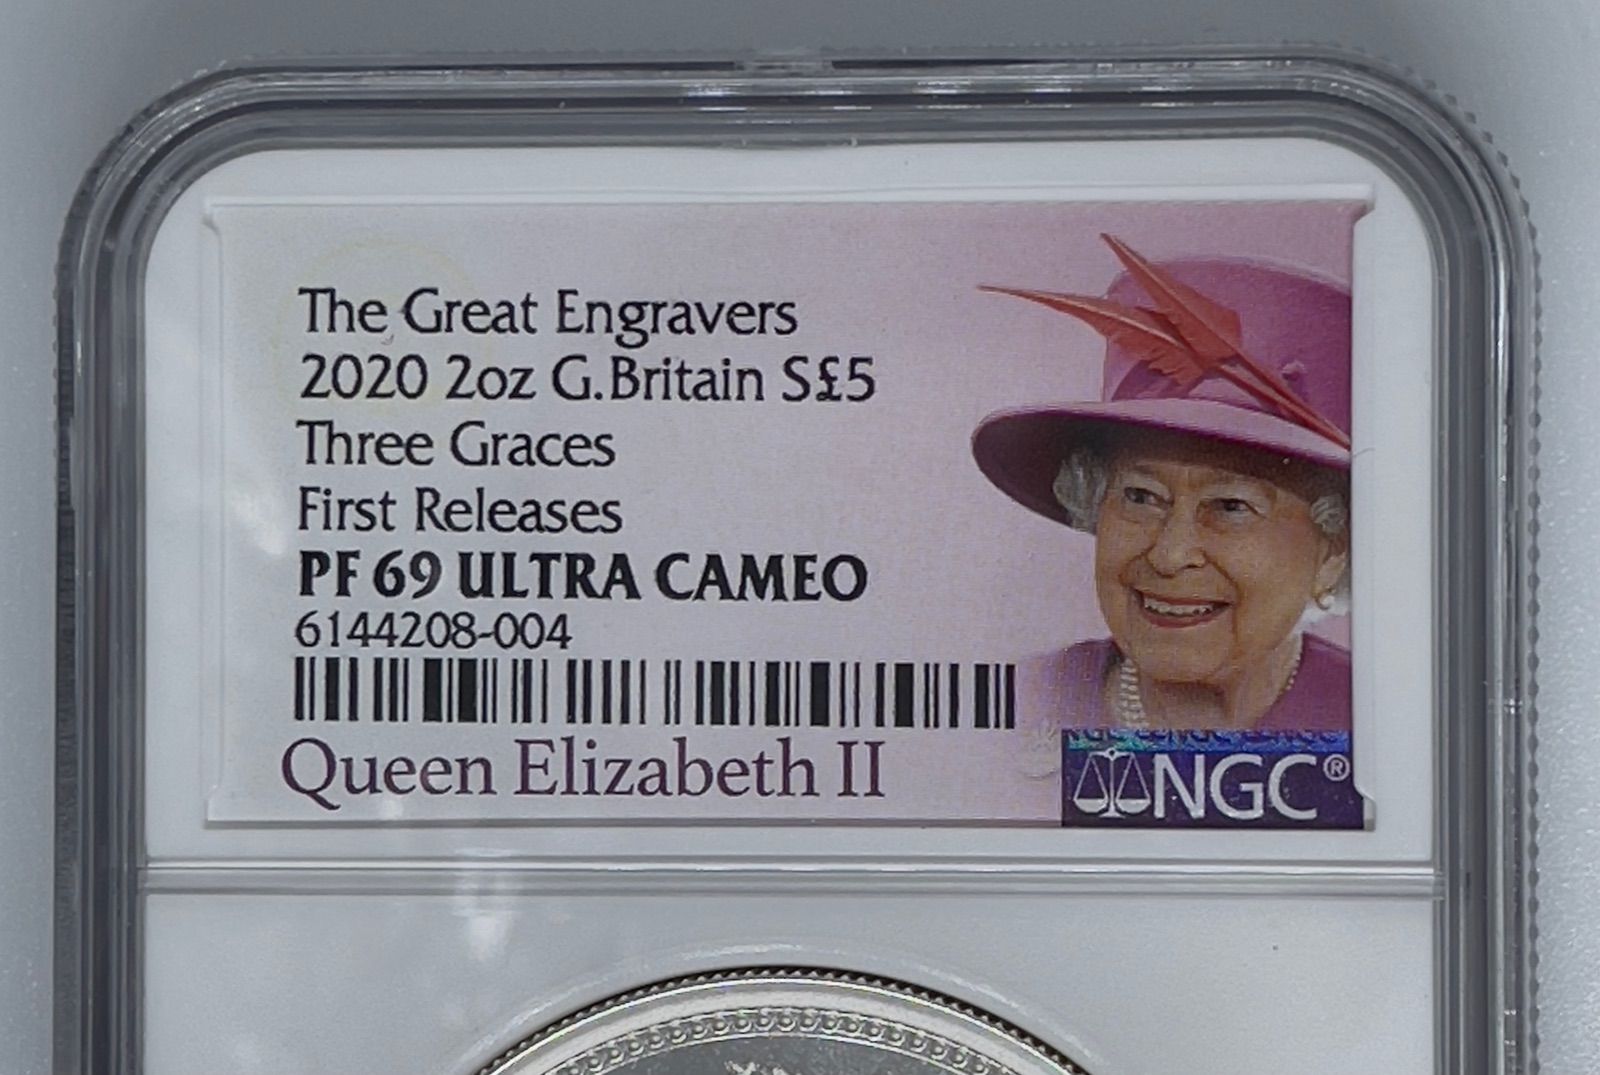 The Great Engravers
2020 2oz G.Britain S£5
Three Graces
First Releases
PF 69 ULTRA CAMEO
6144208-004
Queen Elizabeth II
NGC®